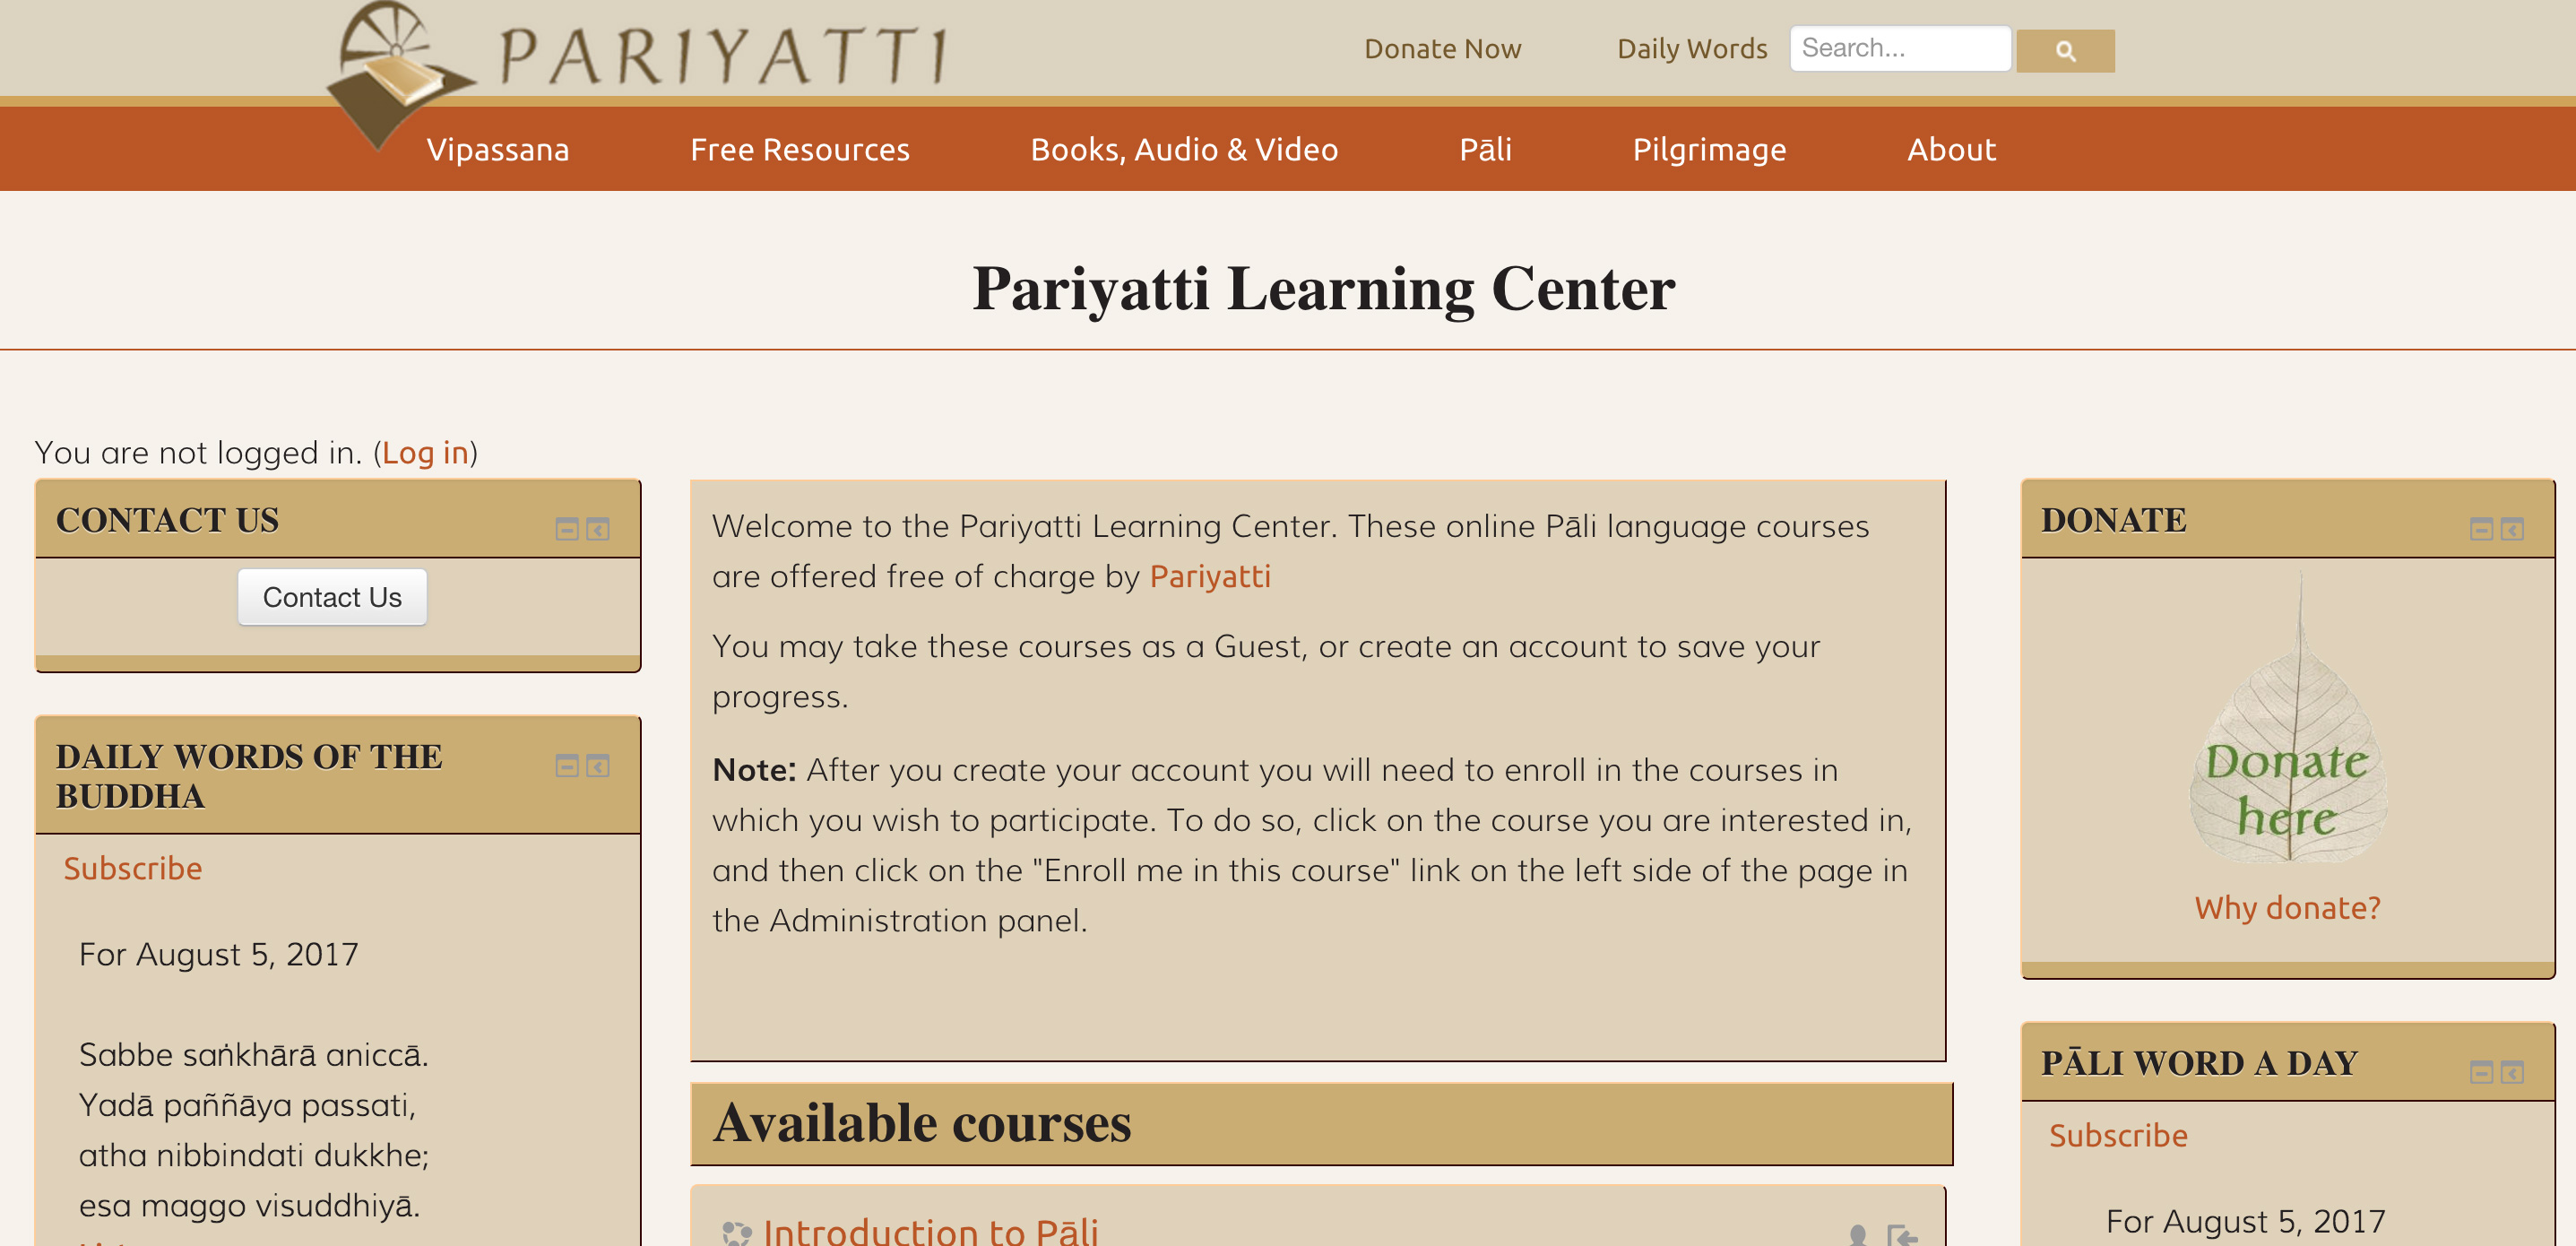 PARIYATTI
Donate Now
Daily Words
Search...
Vipassana
Free Resources
Books, Audio & Video
Pāli
Pilgrimage
About
Pariyatti Learning Center
You are not logged in. (Log in)
CONTACT US
Contact Us
DAILY WORDS OF THE
BUDDHA
Subscribe
For August 5, 2017
Sabbe saṅkhārā aniccā.
Yadā paññāya passati,
atha nibbindati dukkhe;
esa maggo visuddhiyā.
Welcome to the Pariyatti Learning Center. These online Pāli language courses
are offered free of charge by Pariyatti
You may take these courses as a Guest, or create an account to save your
progress.
Note: After you create your account you will need to enroll in the courses in
which you wish to participate. To do so, click on the course you are interested in,
and then click on the "Enroll me in this course" link on the left side of the page in
the Administration panel.
Available courses
Introduction to Pāli
DONATE
Donate
here
Why donate?
PĀLI WORD A DAY
Subscribe
For August 5, 2017